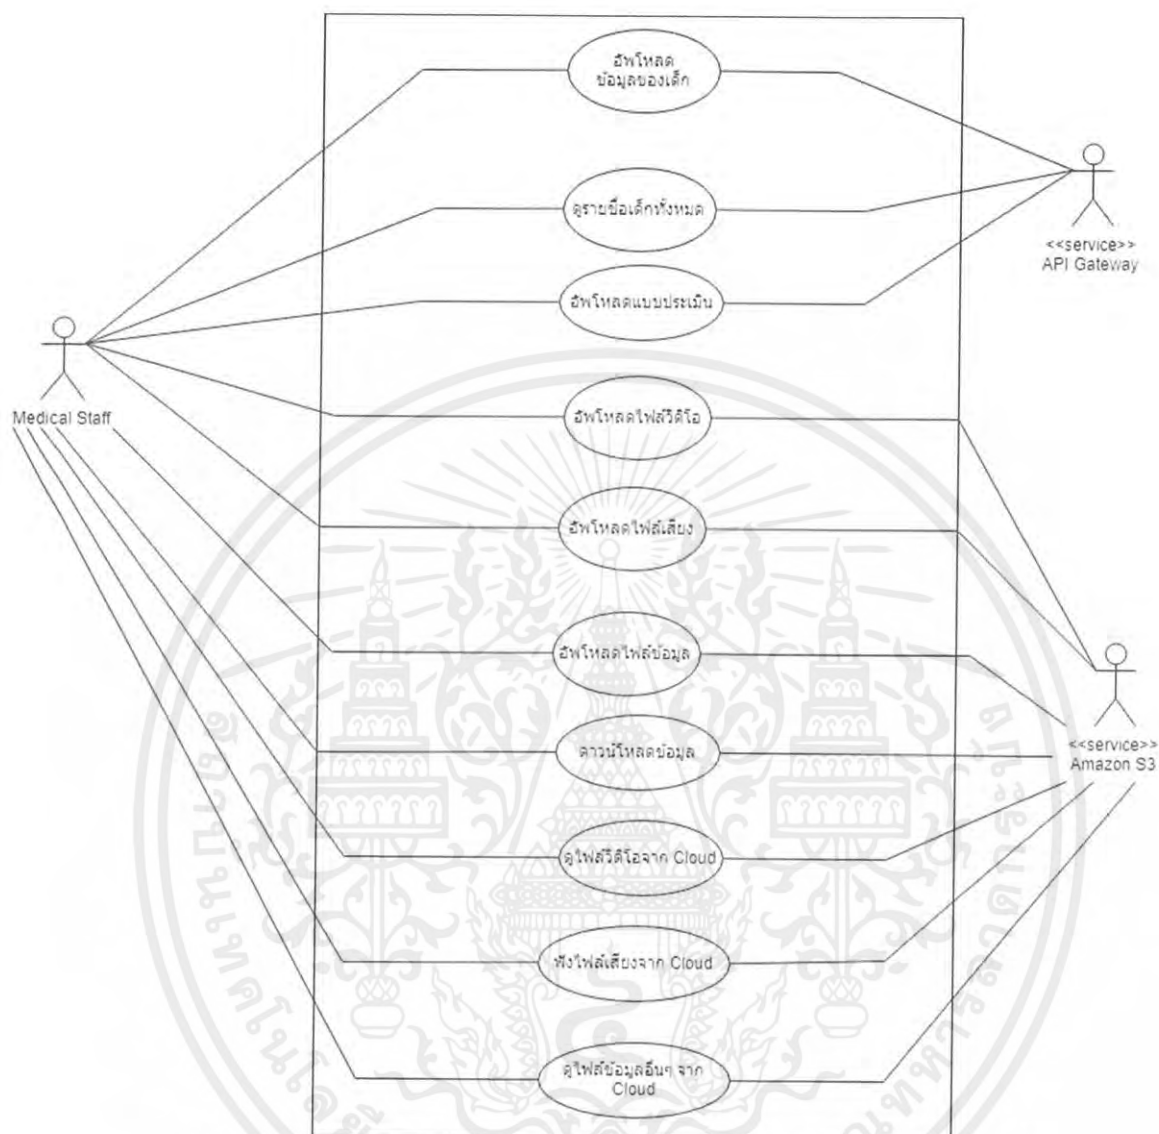 อัพโหลด
ข้อมูลของเด็ก
ดูรายชื่อเด็กทั้งหมด
<<service>>
API Gateway
อัพโหลดแบบประเมิน
Medical Staff
อัพโหลดไฟล์วิดีโอ
อัพโหลดไฟล์เสียง
อัพโหลดไฟล์ข้อมูล
<<service>>
Amazon S3
ดาวน์โหลดข้อมูล
ดูไฟล์วิดีโอจาก Cloud
ฟังไฟล์เสียงจาก Cloud
ดูไฟล์ข้อมูลอื่นๆ จาก
Cloud